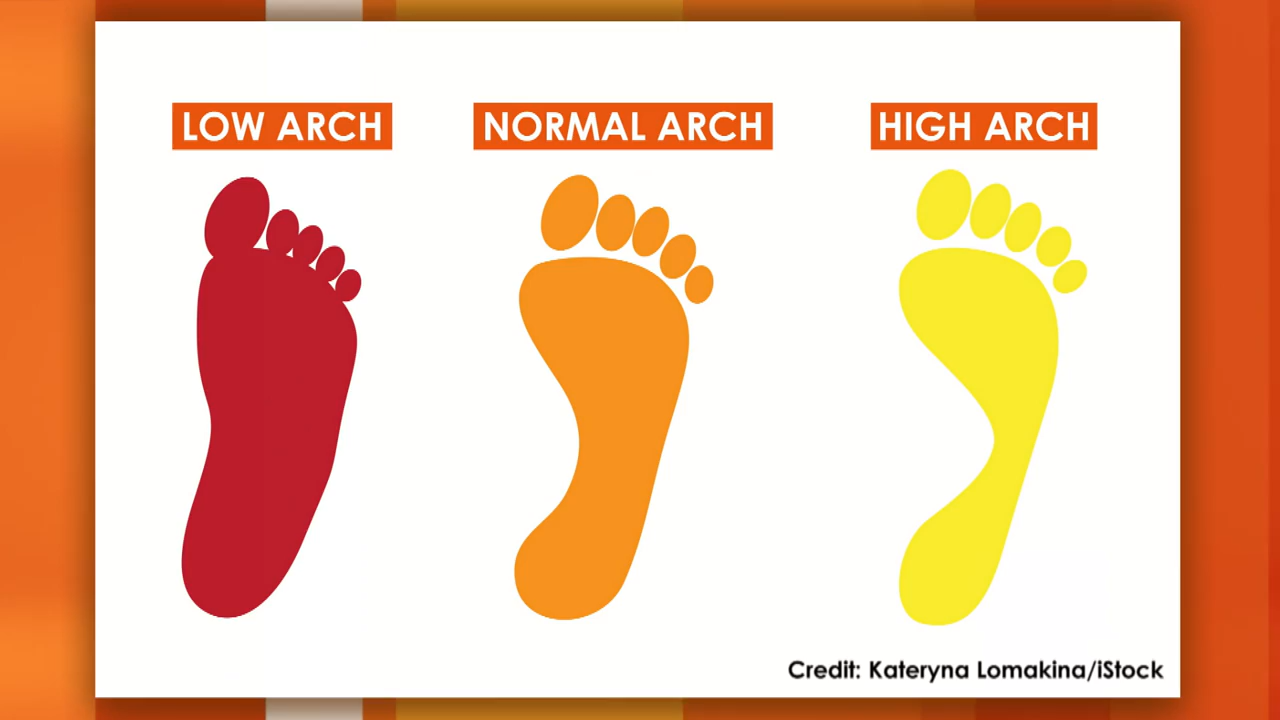 LOW ARCH
NORMAL ARCH
HIGH ARCH
Credit: Kateryna Lomakina/iStock